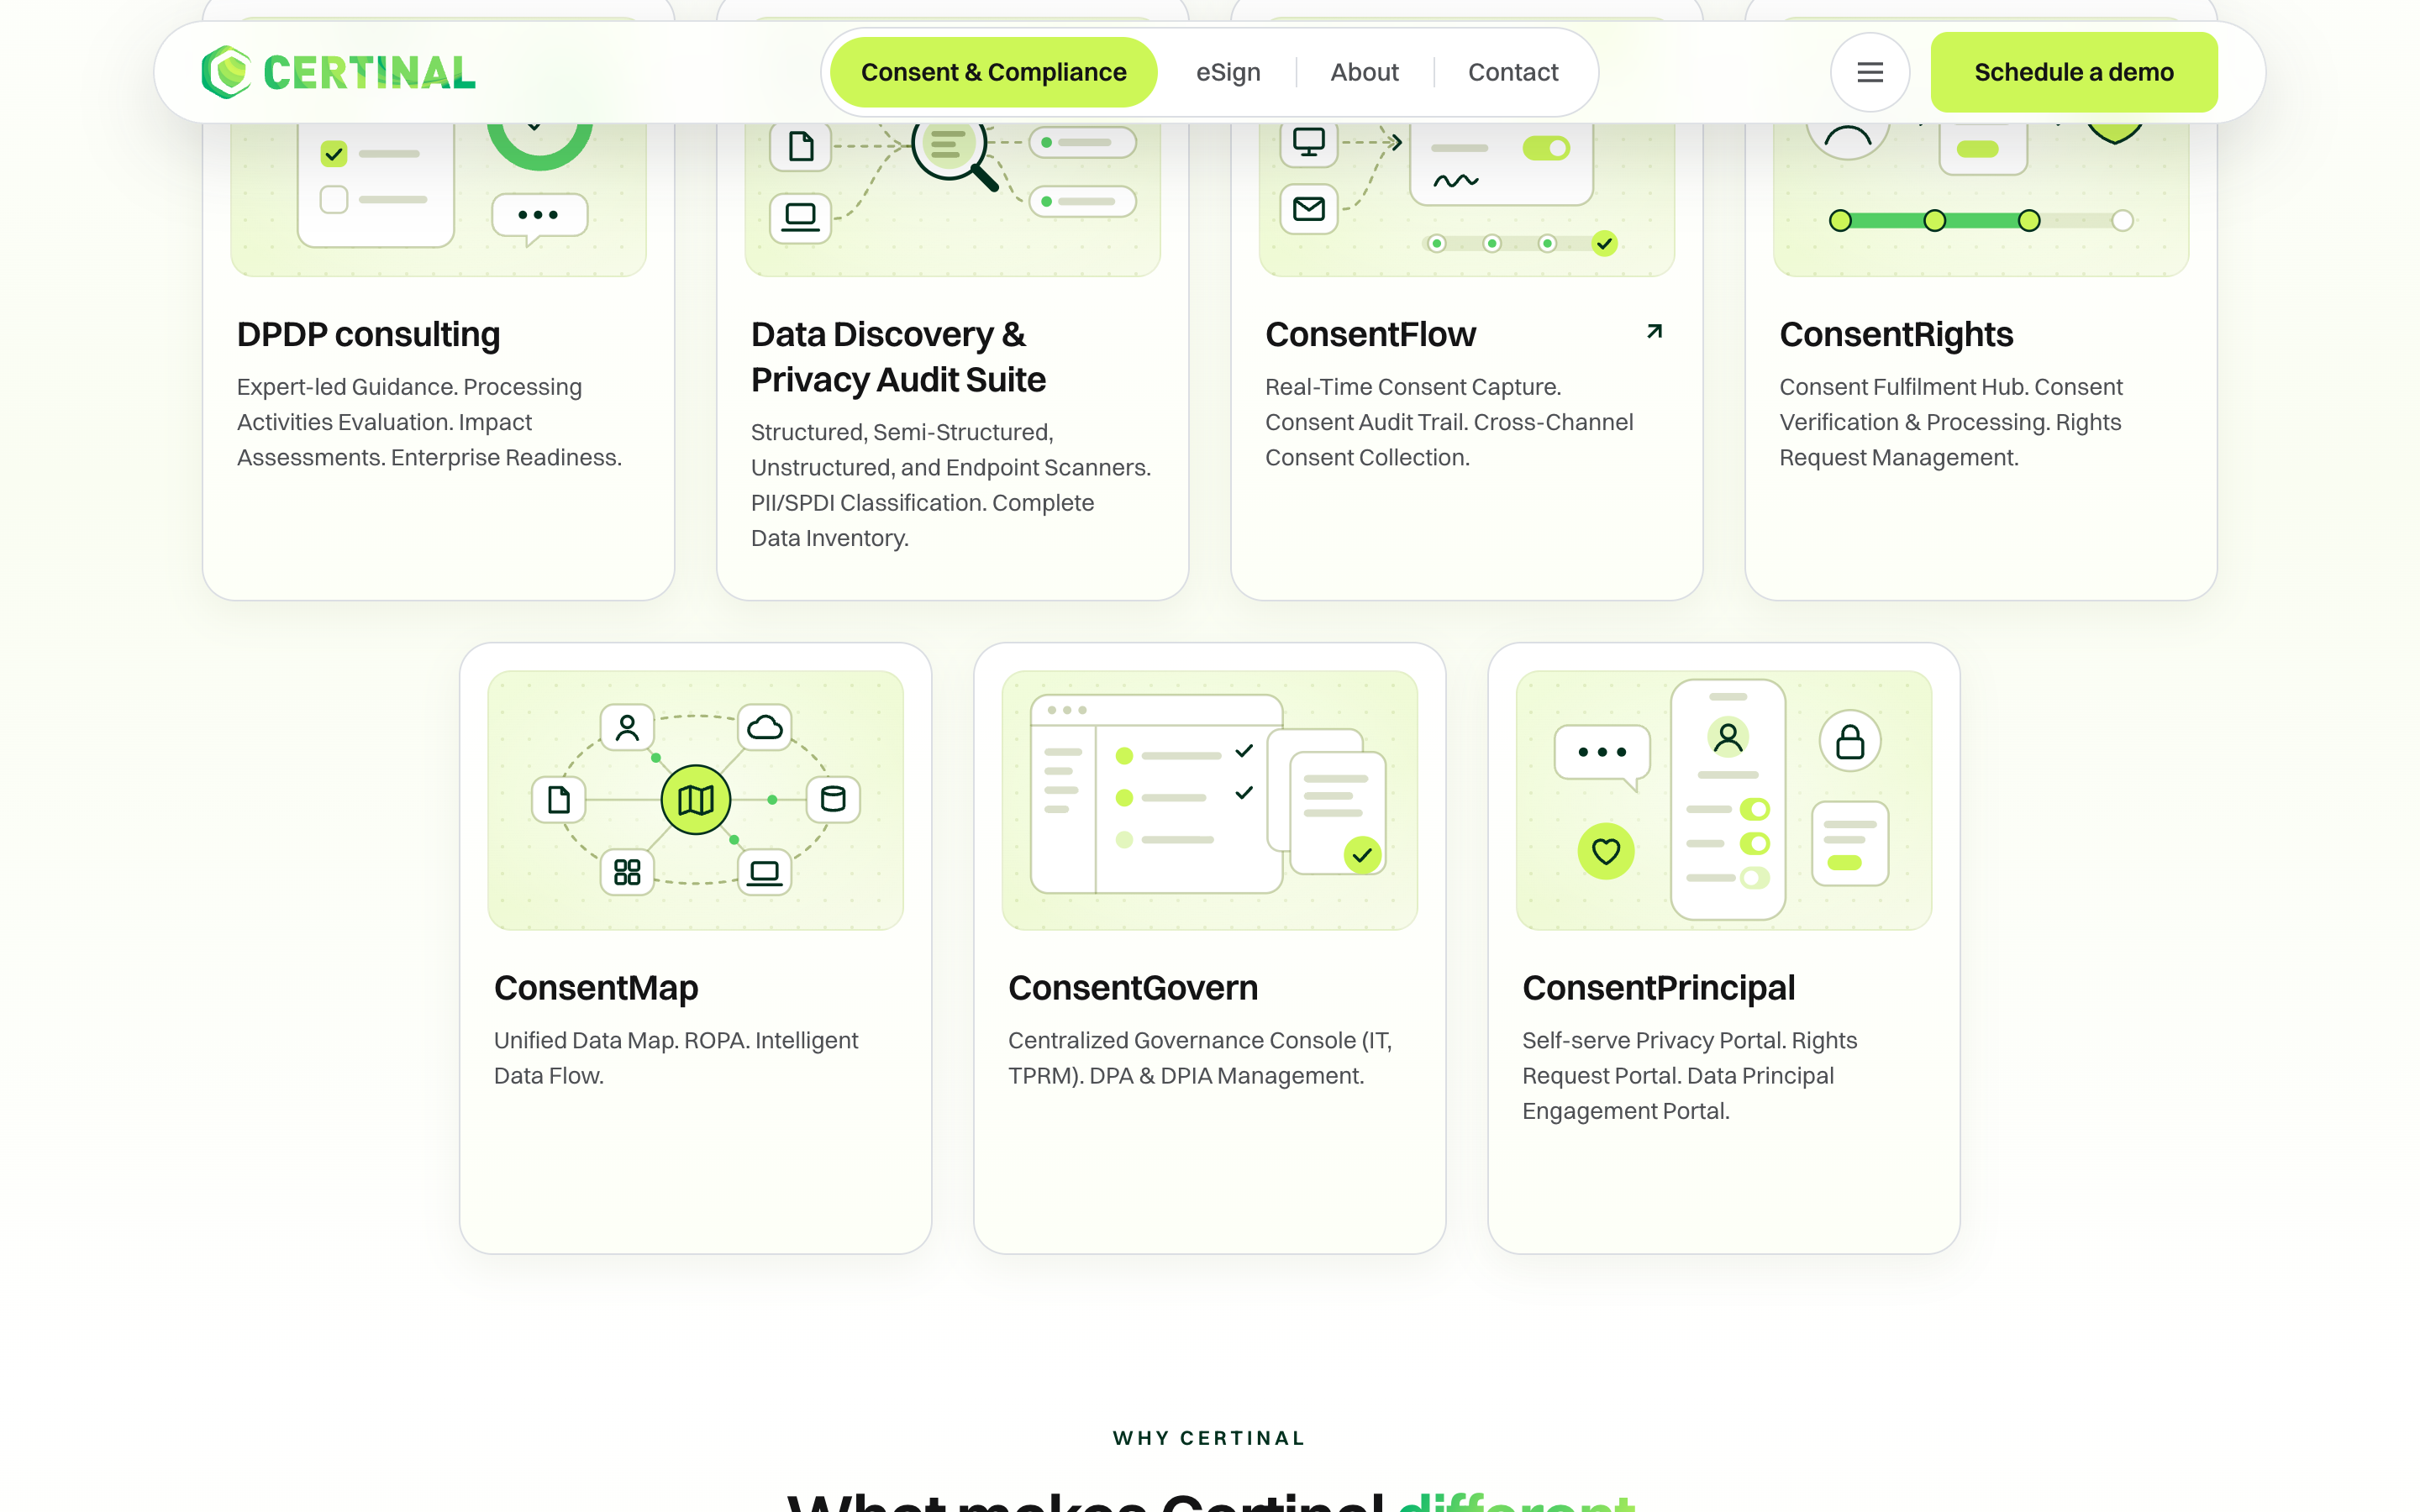 CERTINAL
Consent & Compliance
eSign
About
Contact
Schedule a demo
DPDP consulting
Expert-led Guidance. Processing
Activities Evaluation. Impact
Assessments. Enterprise Readiness.
Data Discovery &
Privacy Audit Suite
Structured, Semi-Structured,
Unstructured, and Endpoint Scanners.
PII/SPDI Classification. Complete
Data Inventory.
ConsentFlow
Real-Time Consent Capture.
Consent Audit Trail. Cross-Channel
Consent Collection.
ConsentRights
Consent Fulfilment Hub. Consent
Verification & Processing. Rights
Request Management.
ConsentMap
Unified Data Map. ROPA. Intelligent
Data Flow.
ConsentGovern
Centralized Governance Console (IT,
TPRM). DPA & DPIA Management.
ConsentPrincipal
Self-serve Privacy Portal. Rights
Request Portal. Data Principal
Engagement Portal.
WHY CERTINAL
What makes Certinal different